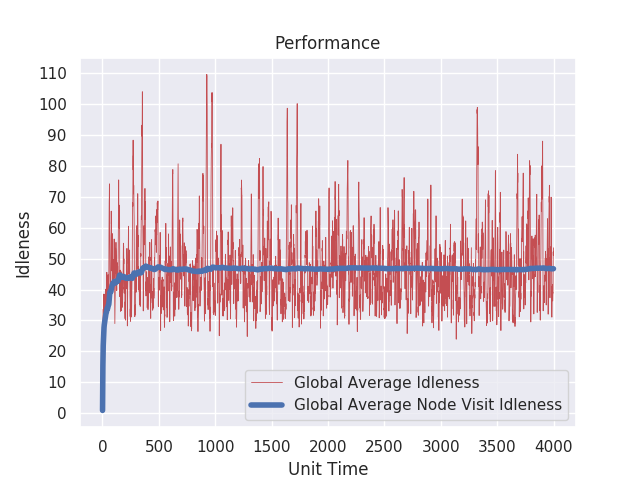 Performance
110
100
90
80
70
60
50
40
30
20
10
0
Idleness
Global Average Idleness
Global Average Node Visit Idleness
0 500 1000 1500 2000 2500 3000 3500 4000
Unit Time